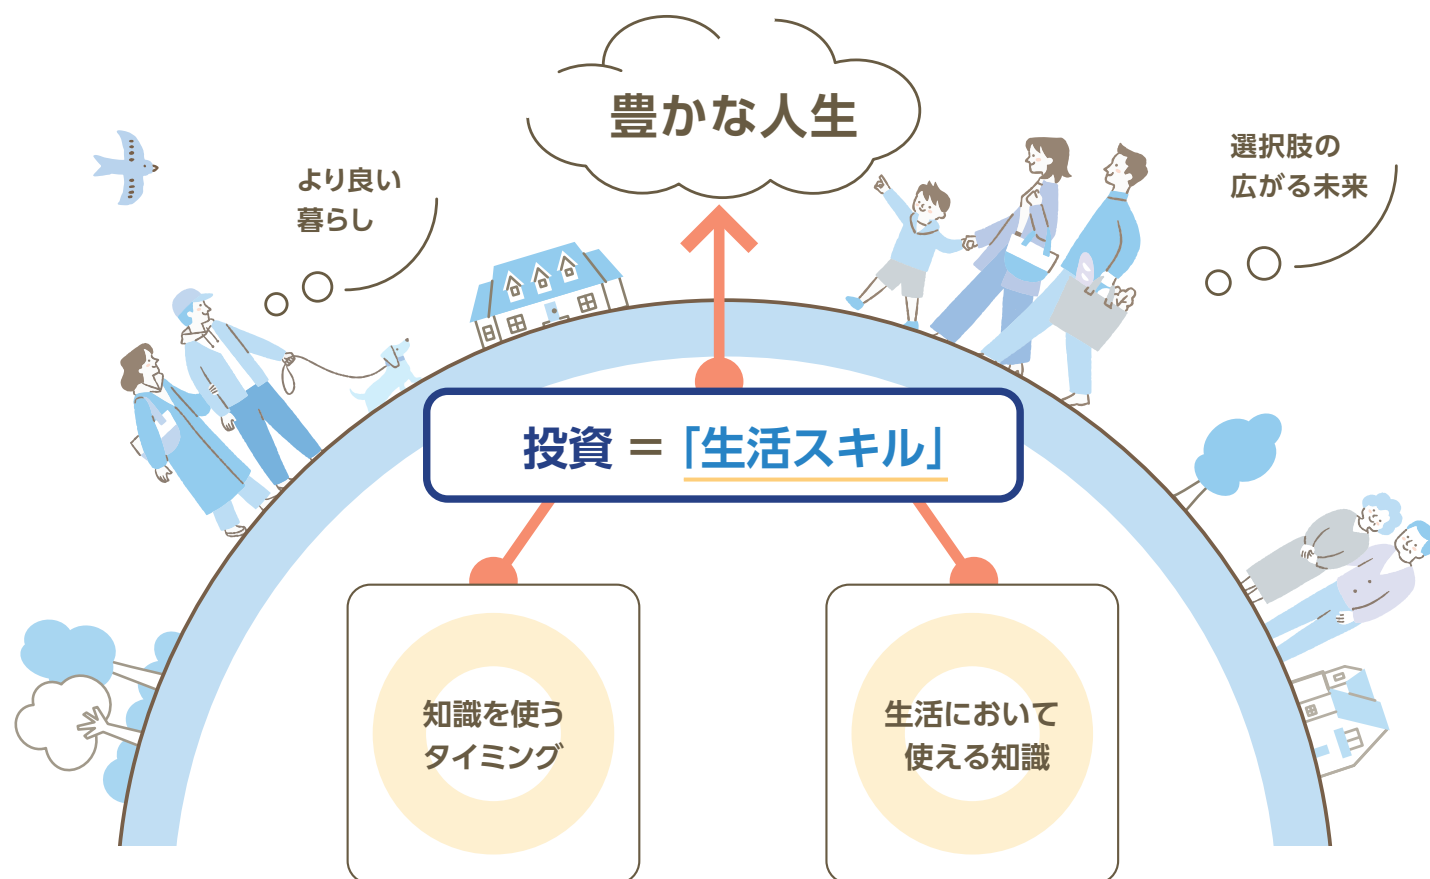 豊かな人生
より良い
暮らし
選択肢の
広がる未来
投資＝「生活スキル」
知識を使う
タイミング
生活において
使える知識